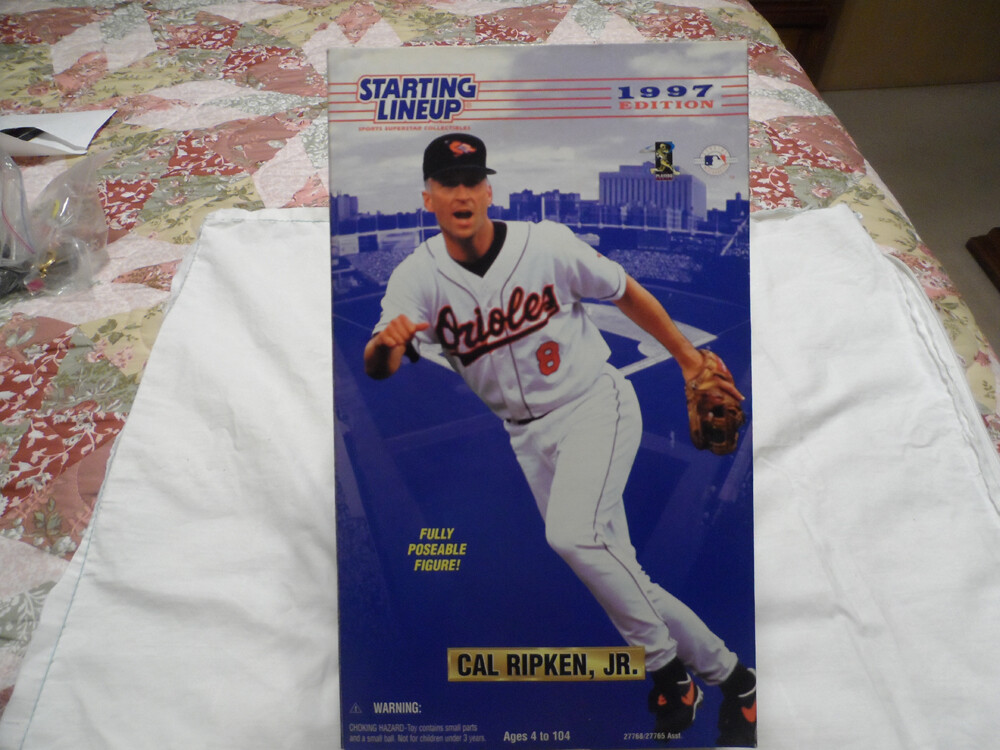 STARTING
LINEUP
SPORTS SUPERSTAR COLLECTIBLES
1997
EDITION
Orioles
8
FULLY
POSEABLE
FIGURE!
CAL RIPKEN, JR.
WARNING:
CHOKING HAZARD-Toy contains small parts
and a small ball. Not for children under 3 years.
Ages 4 to 104
27768/27765 Asst.